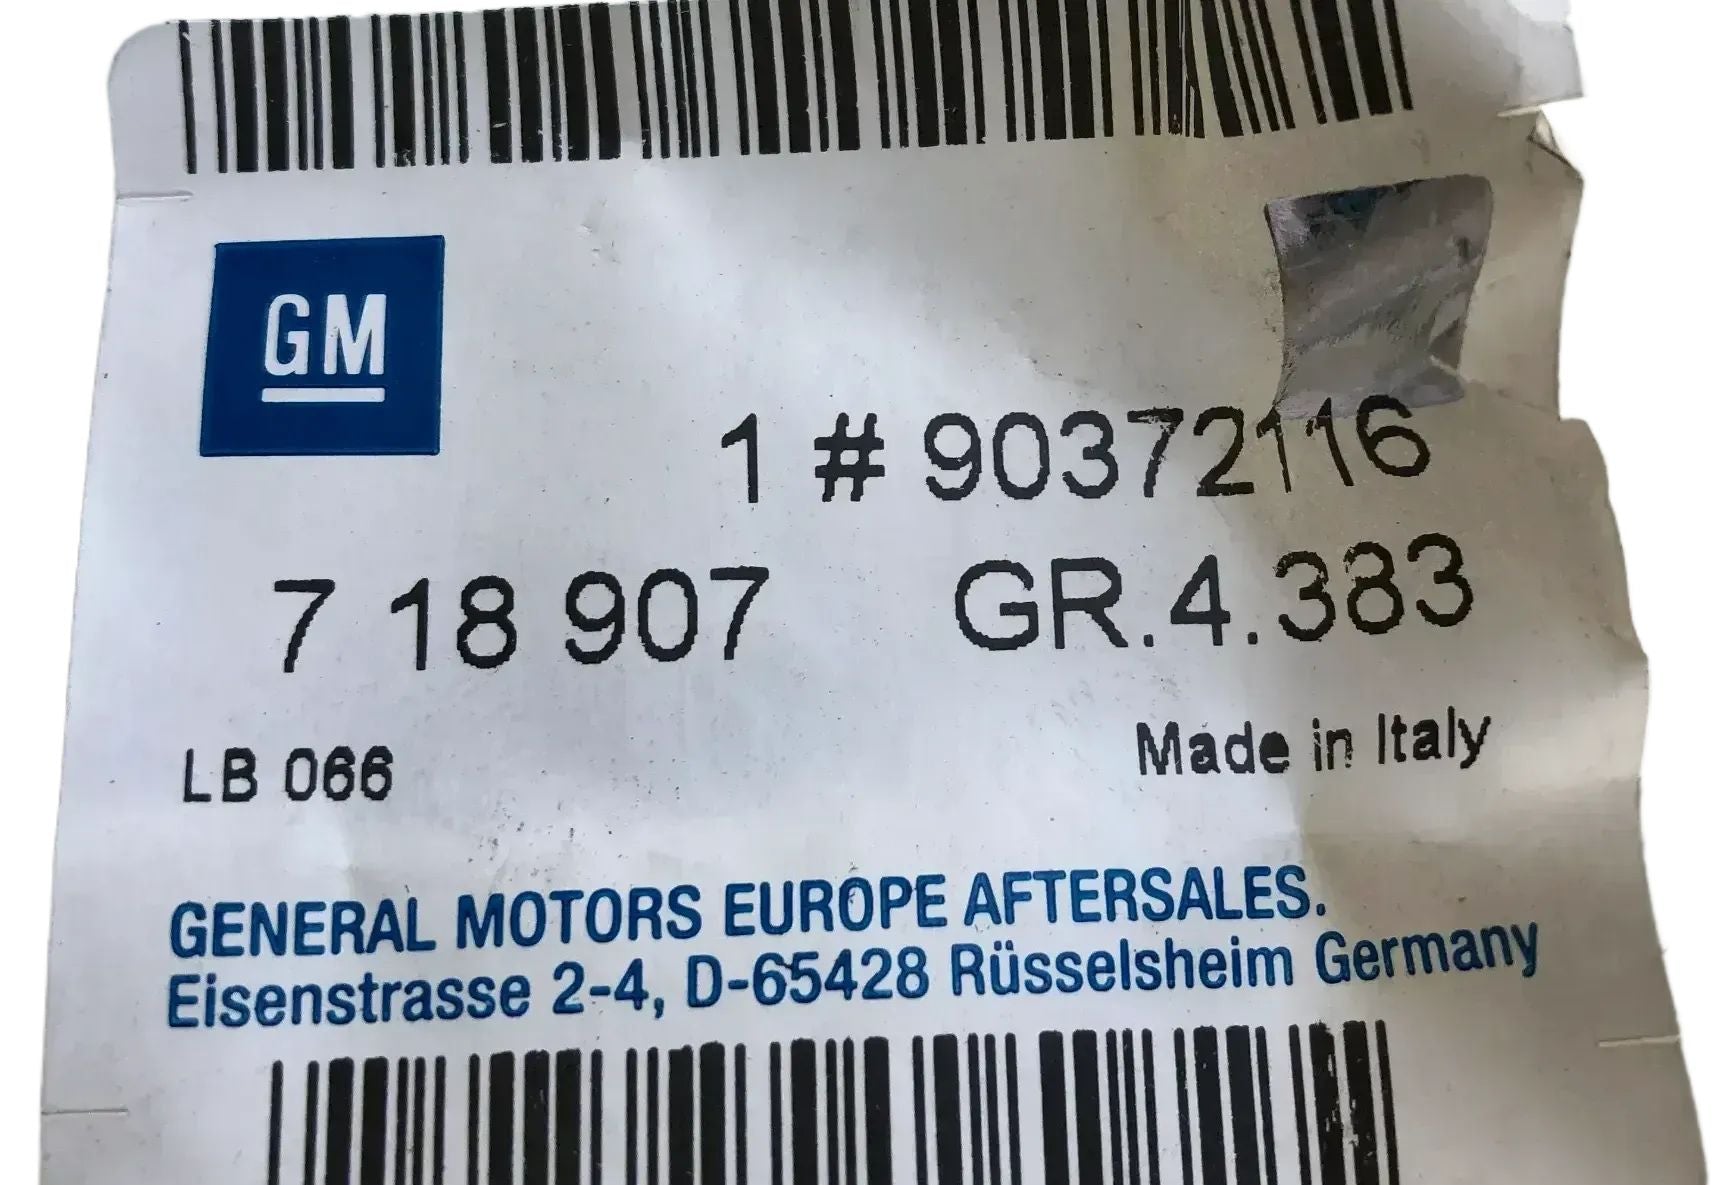 GM
1 # 90372116
7 18 907 GR.4.383
LB 066 Made in Italy
GENERAL MOTORS EUROPE AFTERSALES.
Eisenstrasse 2-4, D-65428 Rüsselsheim Germany